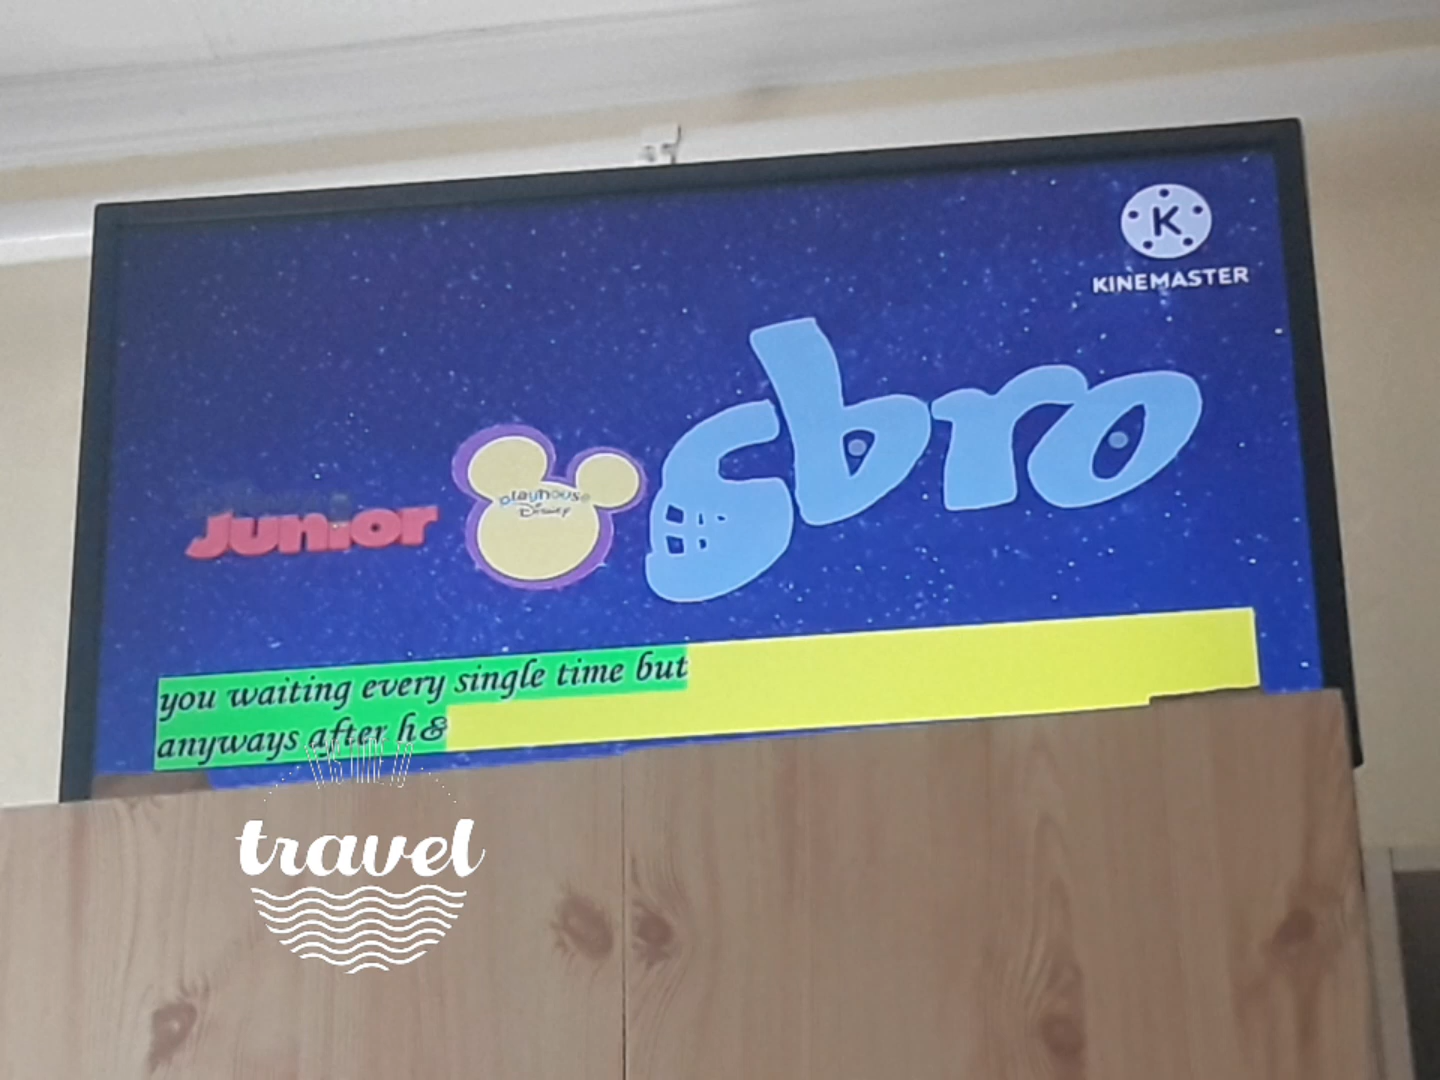 K
KINEMASTER
sbro
playhouse
Disney
Junior
you waiting every single time but
anyways after h&
travel